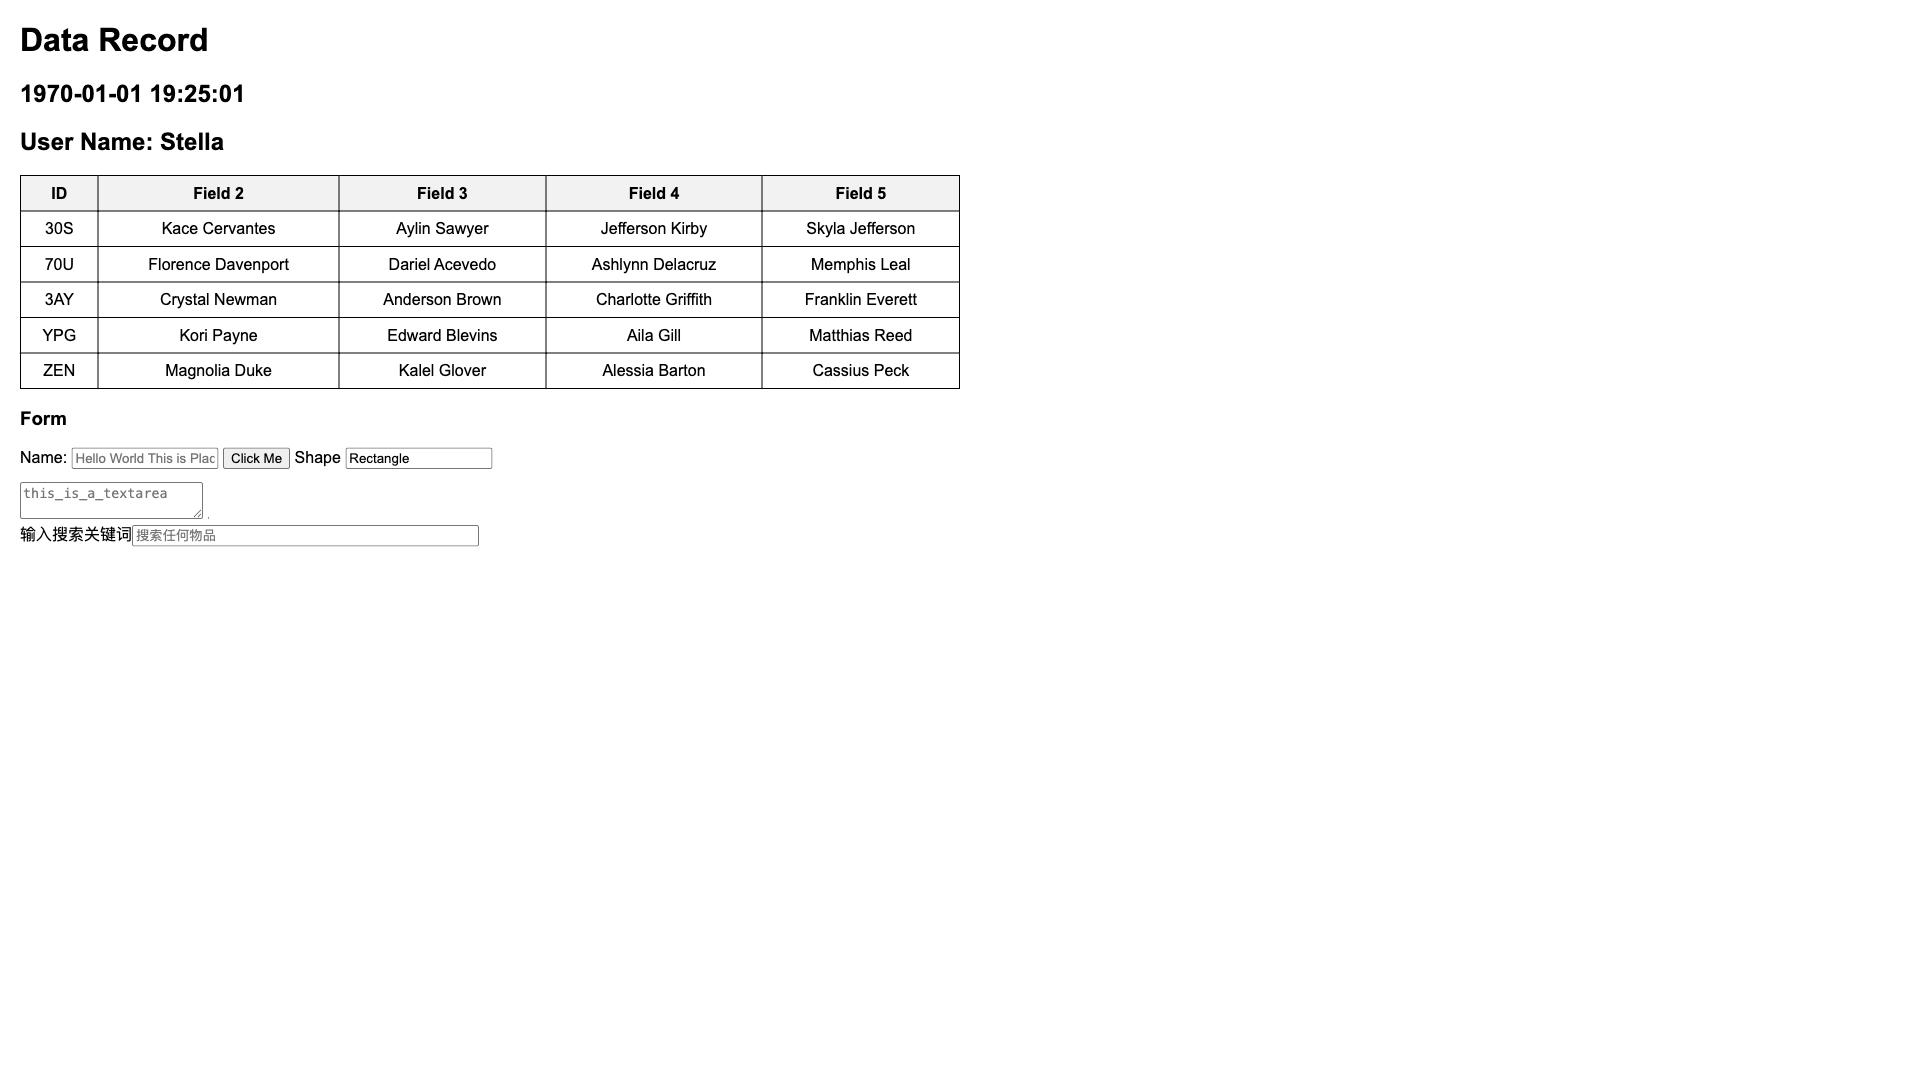 Data Record
1970-01-01 19:25:01
User Name: Stella
ID Field 2 Field 3 Field 4 Field 5
30S Kace Cervantes Aylin Sawyer Jefferson Kirby Skyla Jefferson
70U Florence Davenport Dariel Acevedo Ashlynn Delacruz Memphis Leal
3AY Crystal Newman Anderson Brown Charlotte Griffith Franklin Everett
YPG Kori Payne Edward Blevins Aila Gill Matthias Reed
ZEN Magnolia Duke Kalel Glover Alessia Barton Cassius Peck
Form
Name: Hello World This is Plac Click Me Shape Rectangle
this_is_a_textarea .
输入搜索关键词 搜索任何物品